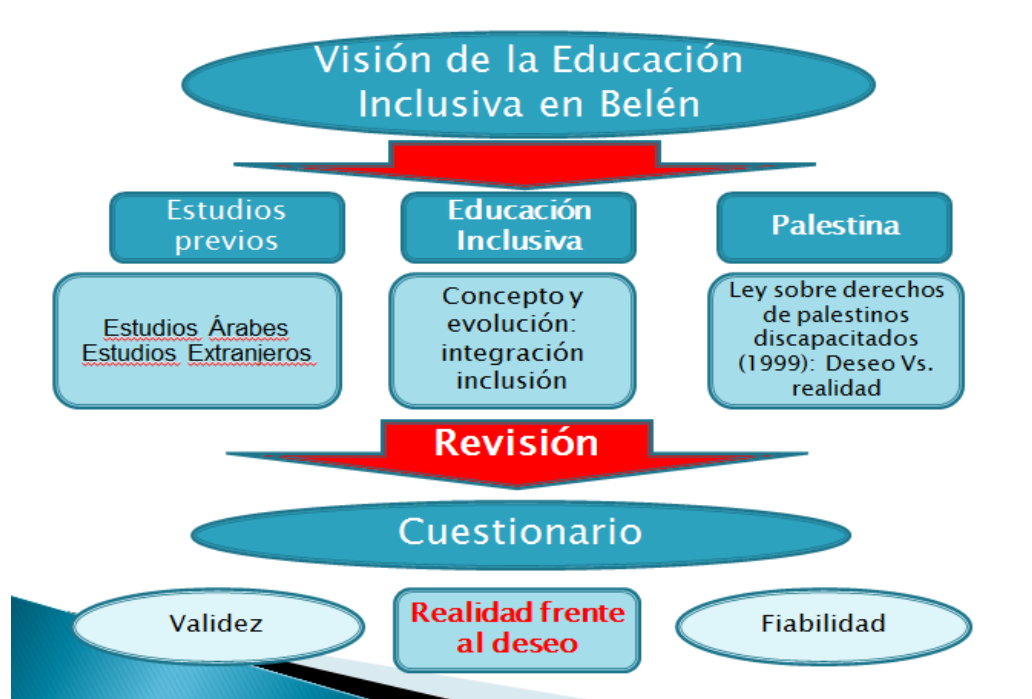 Visión de la Educación
Inclusiva en Belén
Estudios
previos
Educación
Inclusiva
Palestina
Estudios Árabes
Estudios Extranjeros
Concepto y
evolución:
integración
inclusión
Ley sobre derechos
de palestinos
discapacitados
(1999): Deseo Vs.
realidad
Revisión
Cuestionario
Validez
Realidad frente
al deseo
Fiabilidad